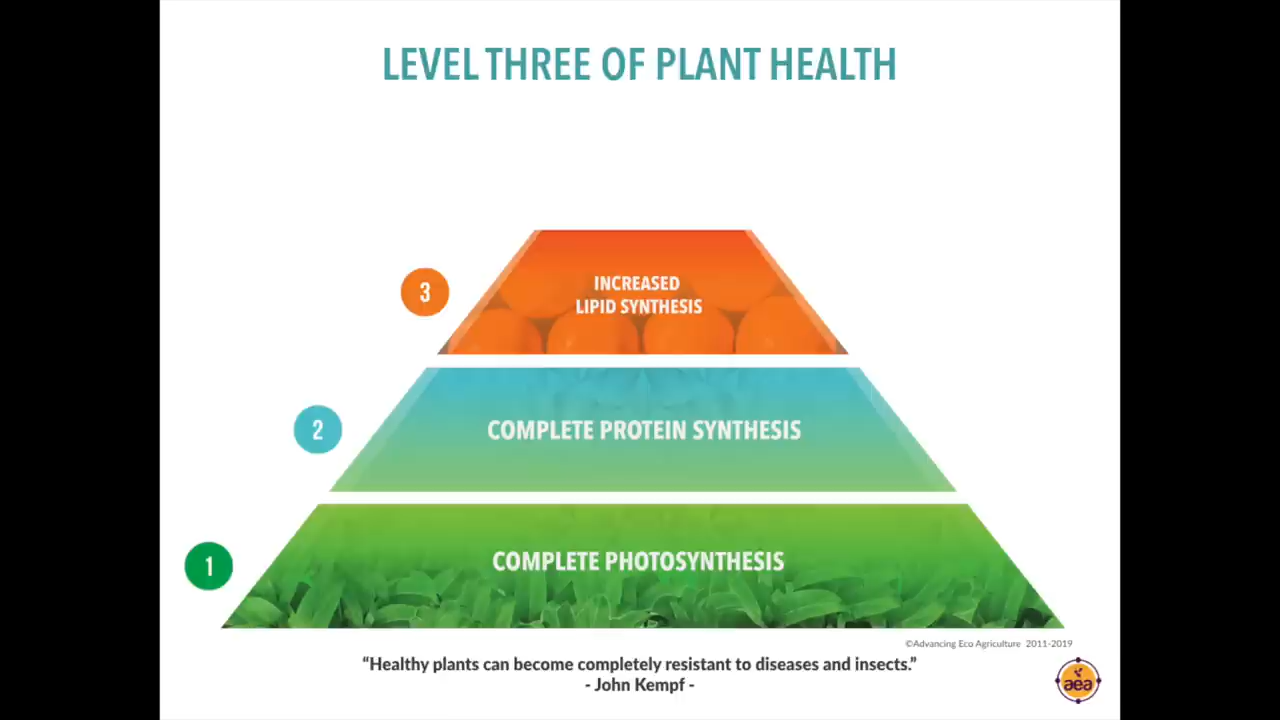 LEVEL THREE OF PLANT HEALTH
3
INCREASED
LIPID SYNTHESIS
2
COMPLETE PROTEIN SYNTHESIS
1
COMPLETE PHOTOSYNTHESIS
©Advancing Eco Agriculture 2011-2019
“Healthy plants can become completely resistant to diseases and insects.”
- John Kempf -
aea